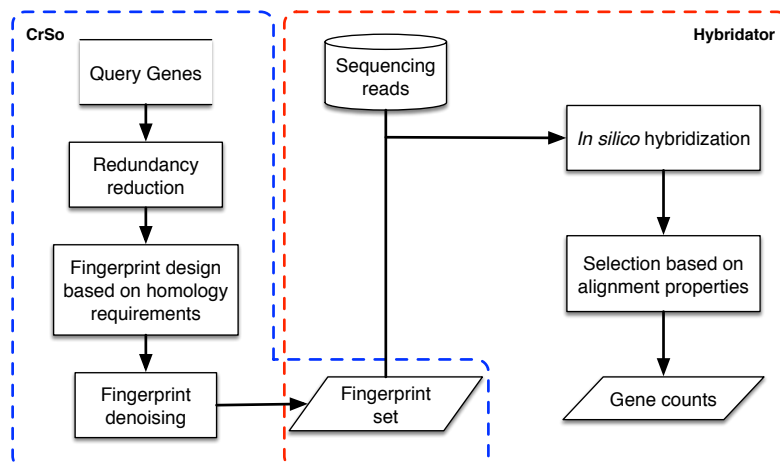 CrSo
Query Genes
Redundancy
reduction
Fingerprint design
based on homology
requirements
Fingerprint
denoising
Hybridator
Sequencing
reads
Fingerprint
set
In silico hybridization
Selection based on
alignment properties
Gene counts